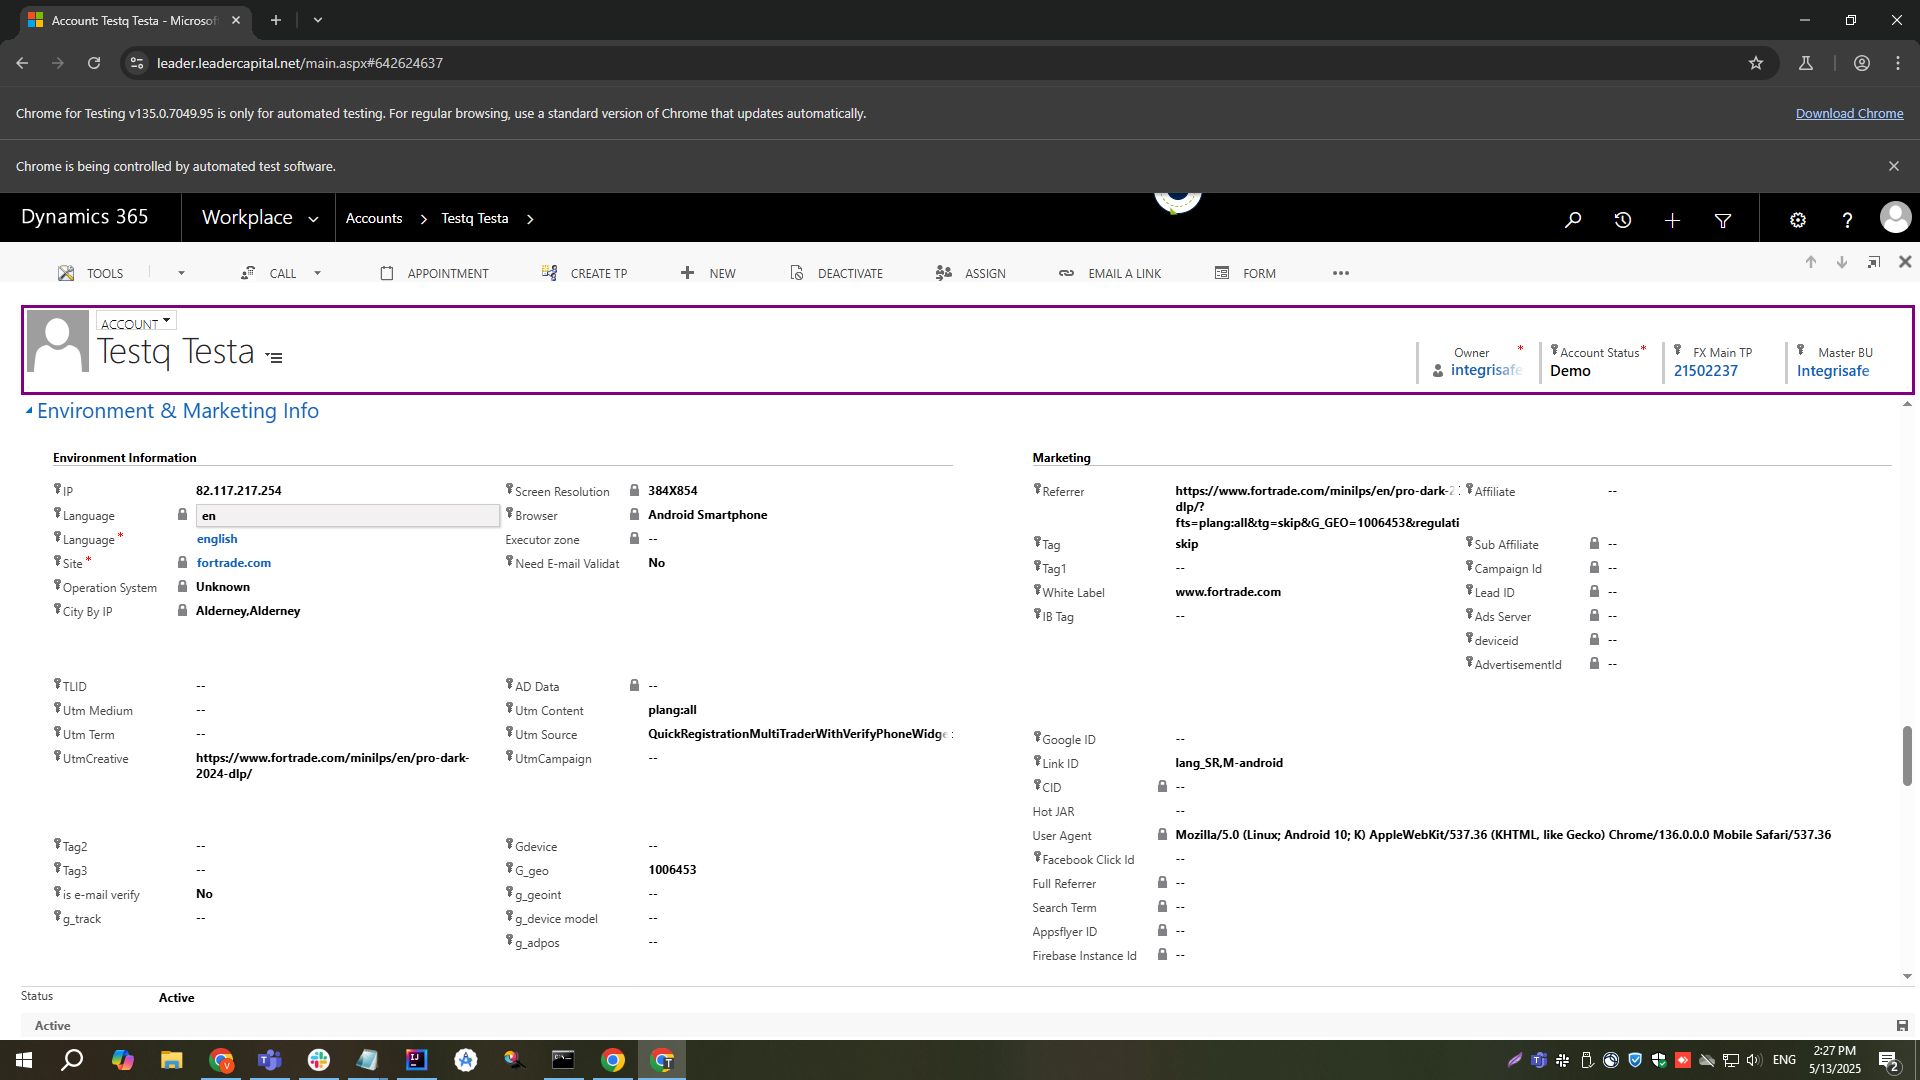 Account: Testq Testa - Microsof
leader.leadercapital.net/main.aspx#642624637
Chrome for Testing v135.0.7049.95 is only for automated testing. For regular browsing, use a standard version of Chrome that updates automatically.
Download Chrome
Chrome is being controlled by automated test software.
Dynamics 365
Workplace
Accounts
Testq Testa
TOOLS
CALL
APPOINTMENT
CREATE TP
NEW
DEACTIVATE
ASSIGN
EMAIL A LINK
FORM
ACCOUNT
Testq Testa
Owner *
integrisafe
Account Status *
Demo
FX Main TP
21502237
Master BU
Integrisafe
Environment & Marketing Info
Environment Information
IP 82.117.217.254
Language en
Language * english
Site * fortrade.com
Operation System Unknown
City By IP Alderney,Alderney
Screen Resolution 384X854
Browser Android Smartphone
Executor zone --
Need E-mail Validat No
TLID --
Utm Medium --
Utm Term --
UtmCreative https://www.fortrade.com/minilps/en/pro-dark-
2024-dlp/
AD Data --
Utm Content plang:all
Utm Source QuickRegistrationMultiTraderWithVerifyPhoneWidge
UtmCampaign --
Tag2 --
Tag3 --
is e-mail verify No
g_track --
Gdevice --
G_geo 1006453
g_geoint --
g_device model --
g_adpos --
Marketing
Referrer https://www.fortrade.com/minilps/en/pro-dark-2
dlp/?
fts=plang:all&tg=skip&G_GEO=1006453&regulati
Tag skip
Tag1 --
White Label www.fortrade.com
IB Tag --
Affiliate --
Sub Affiliate --
Campaign Id --
Lead ID --
Ads Server --
deviceid --
AdvertisementId --
Google ID --
Link ID lang_SR,M-android
CID --
Hot JAR --
User Agent Mozilla/5.0 (Linux; Android 10; K) AppleWebKit/537.36 (KHTML, like Gecko) Chrome/136.0.0.0 Mobile Safari/537.36
Facebook Click Id --
Full Referrer --
Search Term --
Appsflyer ID --
Firebase Instance Id --
Status Active
Active
ENG
2:27 PM
5/13/2025
2